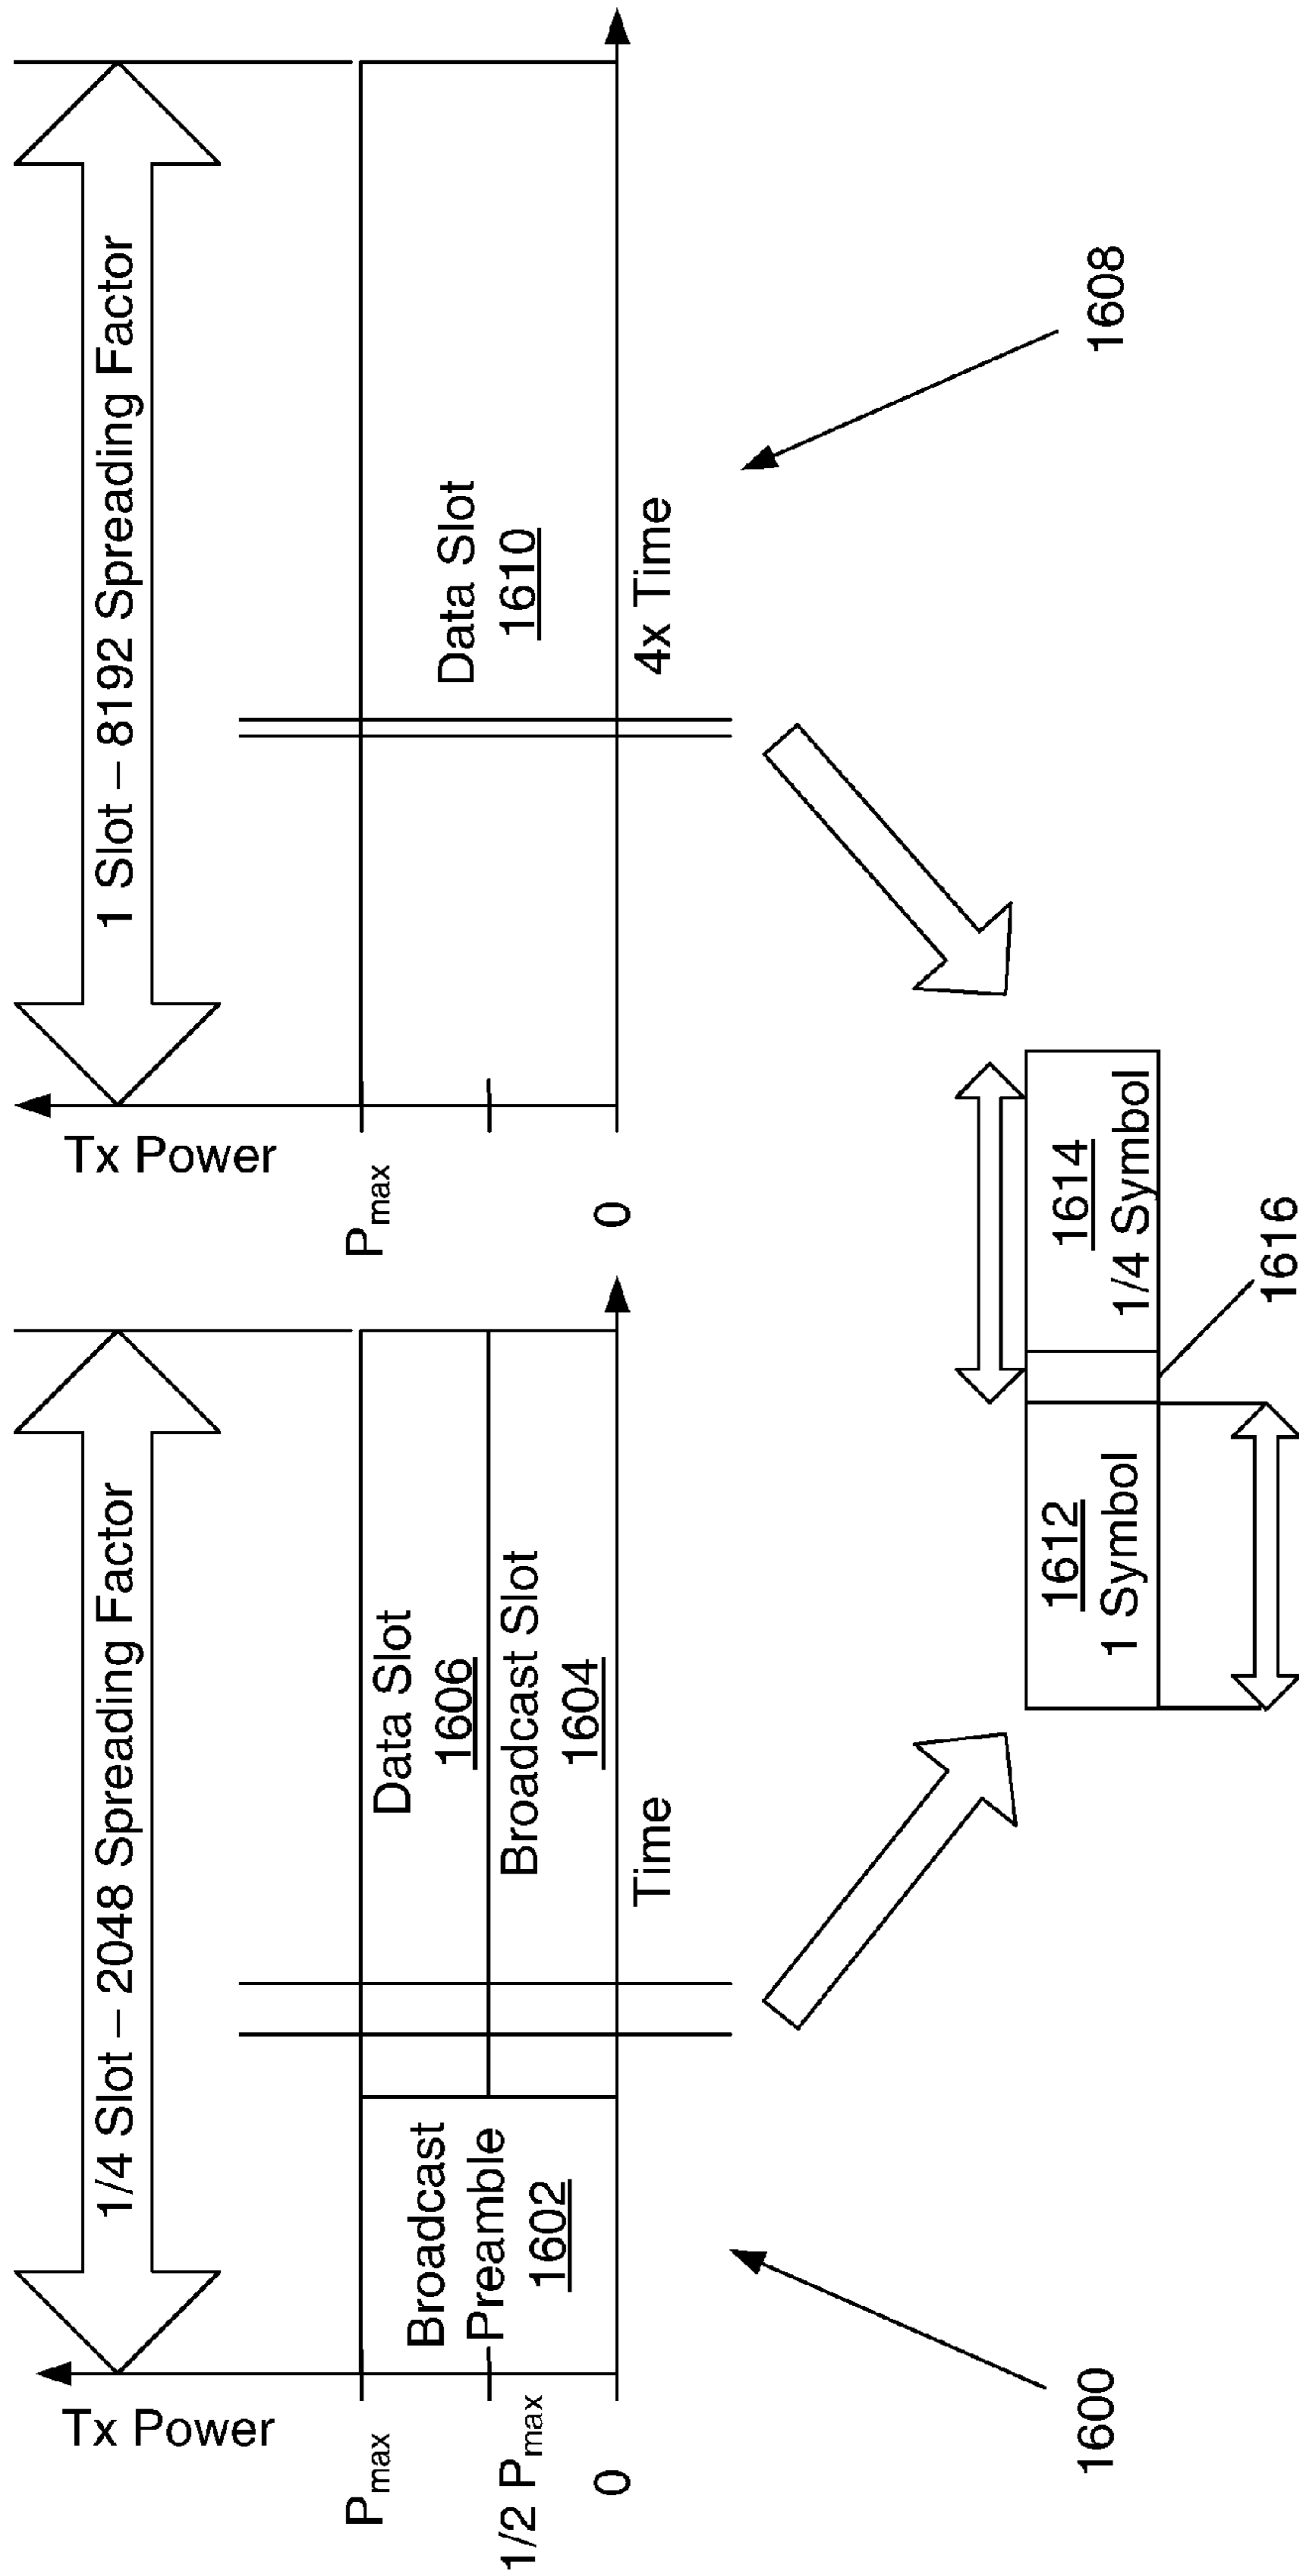 1/4 Slot – 2048 Spreading Factor
Tx Power
P_max
1/2 P_max
0
Broadcast
Preamble
1602
Data Slot
1606
Broadcast Slot
1604
Time
1600
1 Slot – 8192 Spreading Factor
Tx Power
P_max
0
Data Slot
1610
4x Time
1608
1612
1 Symbol
1614
1/4 Symbol
1616